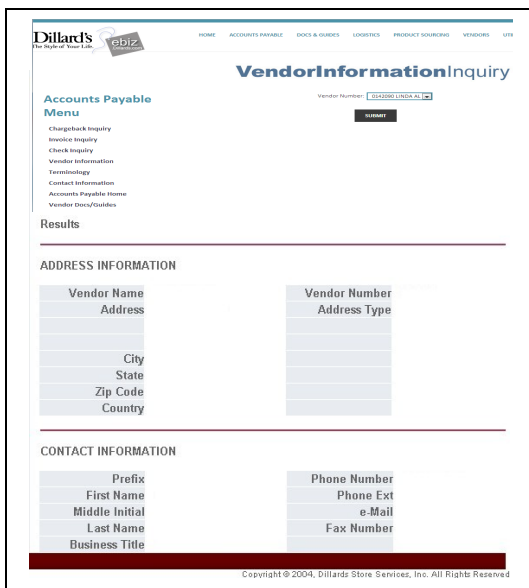 Dillard's
The Style of Your Life.
ebiz
HOME ACCOUNTS PAYABLE DOCS & GUIDES LOGISTICS PRODUCT SOURCING VENDORS UTI
VendorInformationInquiry
Vendor Number: 0142080 LINDA AL
SUBMIT
Accounts Payable
Menu
Chargeback Inquiry
Invoice Inquiry
Check Inquiry
Vendor Information
Terminology
Contact Information
Accounts Payable Home
Vendor Docs/Guides
Results
ADDRESS INFORMATION
Vendor Name Vendor Number
Address Address Type
City
State
Zip Code
Country
CONTACT INFORMATION
Prefix Phone Number
First Name Phone Ext
Middle Initial e-Mail
Last Name Fax Number
Business Title
Copyright © 2004, Dillards Store Services, Inc. All Rights Reserved